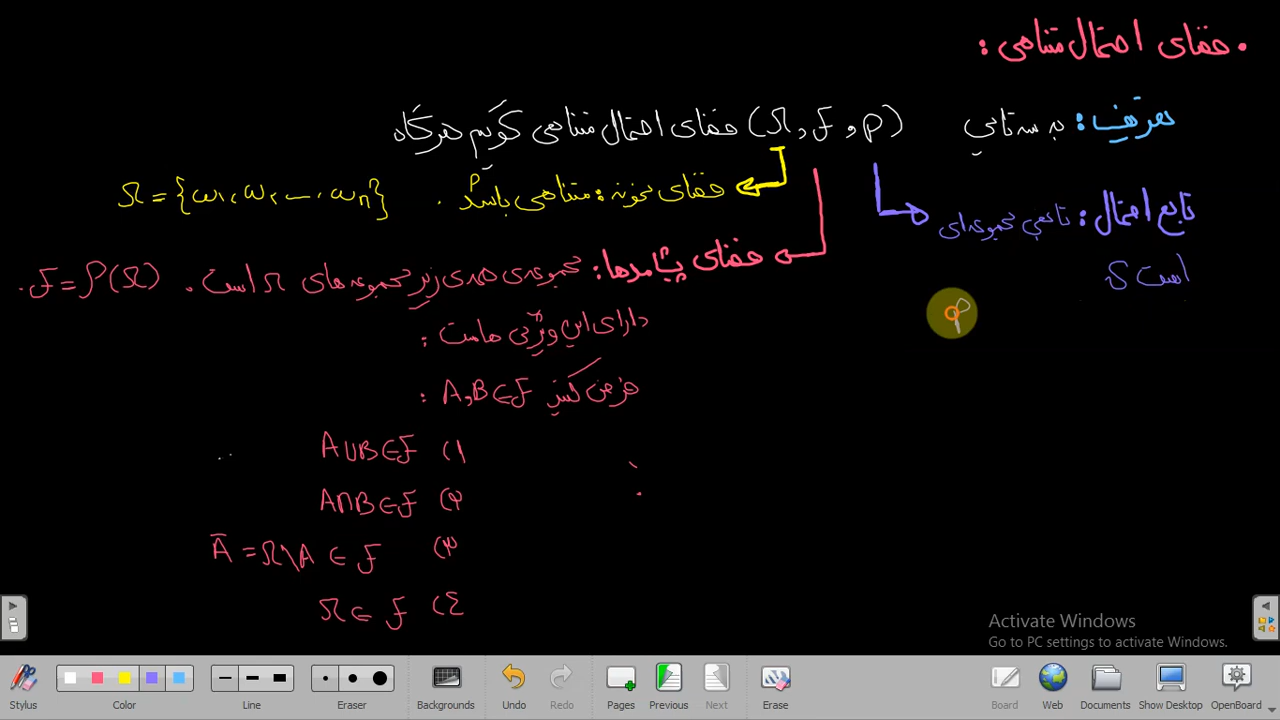 • فضای احتمال متناهی:
تعریف: به سه تایی (Ω, F, P) فضای احتمال متناهی گوییم هرگاه
فضای نمونه: متناهی باشد. Ω = {ω₁, ω₂ ... ωₙ}
تابع احتمال: تابعی مجموعه‌ای
است که
P
فضای پیشامدها: مجموعه‌ی همه‌ی زیر مجموعه‌های Ω است. F = P(Ω).
دارای این ویژگی هاست:
فرض کنید A, B ∈ F:
۱) A∪B ∈ F
۲) A∩B ∈ F
۳) Ā = Ω\A ∈ F
٤) Ω ∈ F
Activate Windows
Go to PC settings to activate Windows.
Stylus Color Line Eraser Backgrounds Undo Redo Pages Previous Next Erase Board Web Documents Show Desktop OpenBoard